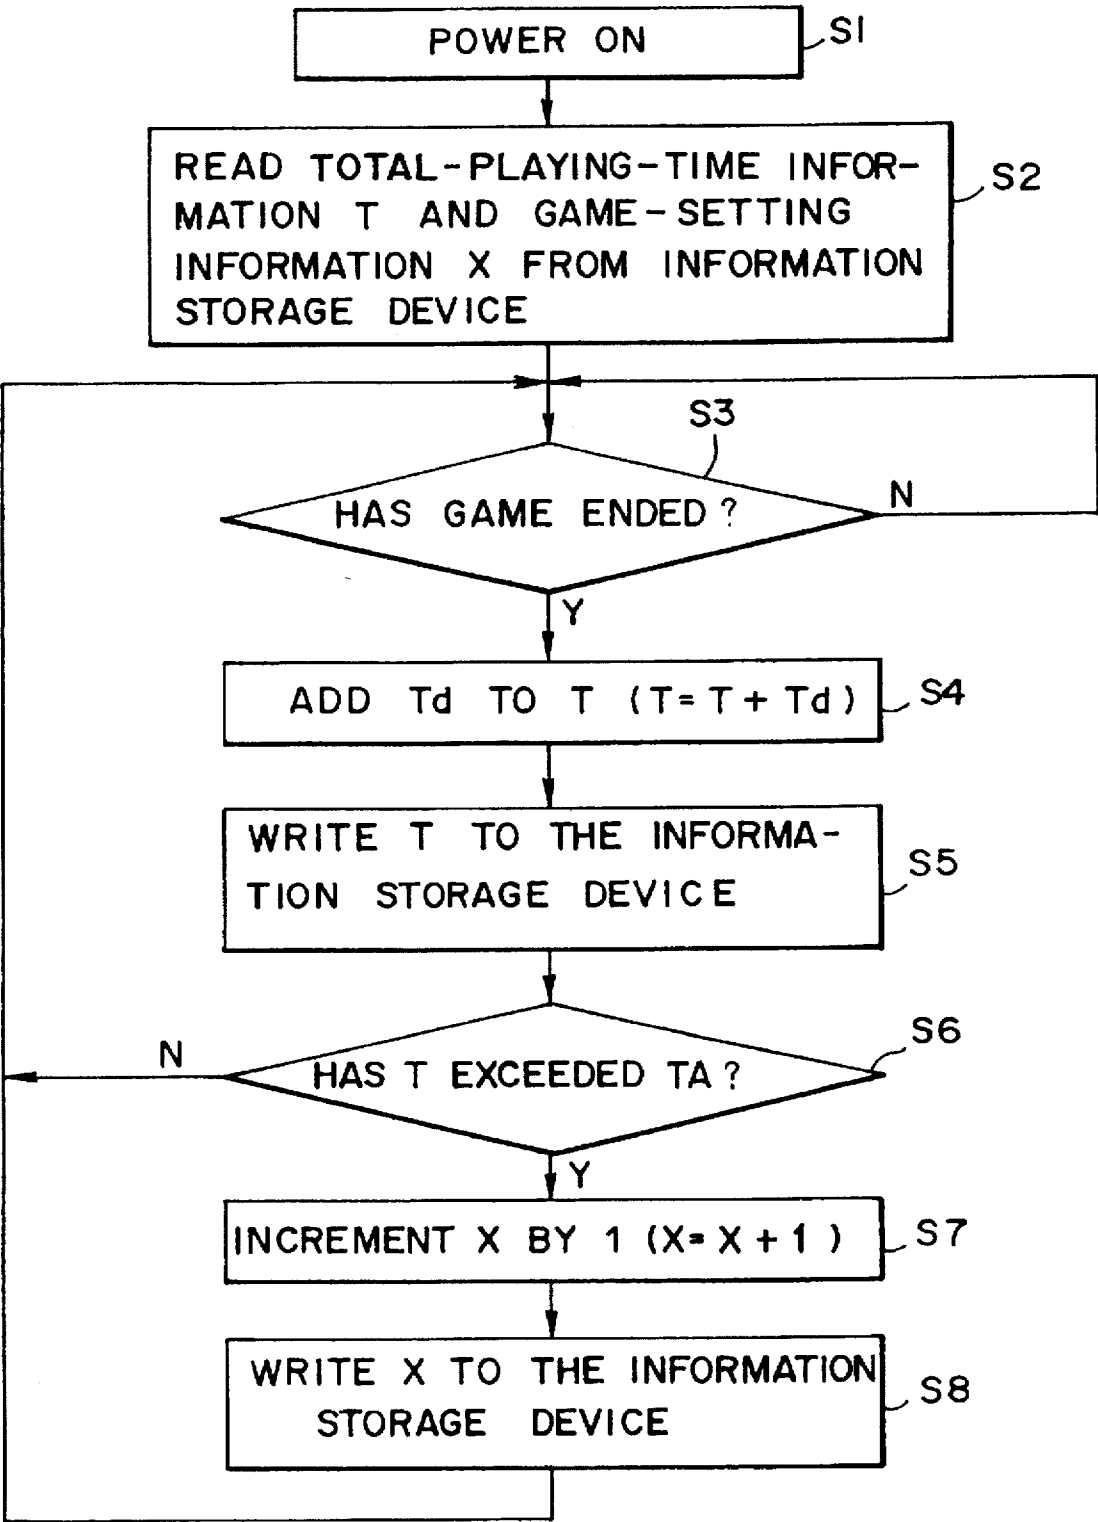 POWER ON
S1
READ TOTAL-PLAYING-TIME INFOR-
MATION T AND GAME-SETTING
INFORMATION X FROM INFORMATION
STORAGE DEVICE
S2
S3
HAS GAME ENDED?
N
Y
ADD Td TO T (T=T+Td)
S4
WRITE T TO THE INFORMA-
TION STORAGE DEVICE
S5
N
HAS T EXCEEDED TA?
S6
Y
INCREMENT X BY 1 (X=X+1)
S7
WRITE X TO THE INFORMATION
STORAGE DEVICE
S8